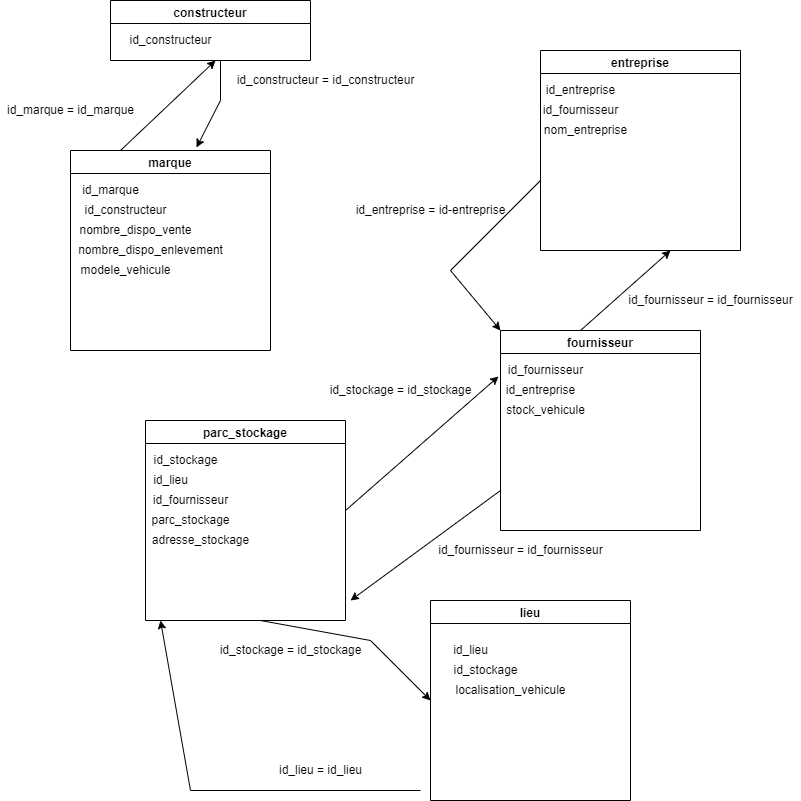 constructeur
id_constructeur
id_constructeur = id_constructeur
id_marque = id_marque
marque
id_marque
id_constructeur
nombre_dispo_vente
nombre_dispo_enlevement
modele_vehicule
entreprise
id_entreprise
id_fournisseur
nom_entreprise
id_entreprise = id-entreprise
id_fournisseur = id_fournisseur
fournisseur
id_fournisseur
id_entreprise
stock_vehicule
id_stockage = id_stockage
parc_stockage
id_stockage
id_lieu
id_fournisseur
parc_stockage
adresse_stockage
id_fournisseur = id_fournisseur
lieu
id_lieu
id_stockage
localisation_vehicule
id_stockage = id_stockage
id_lieu = id_lieu